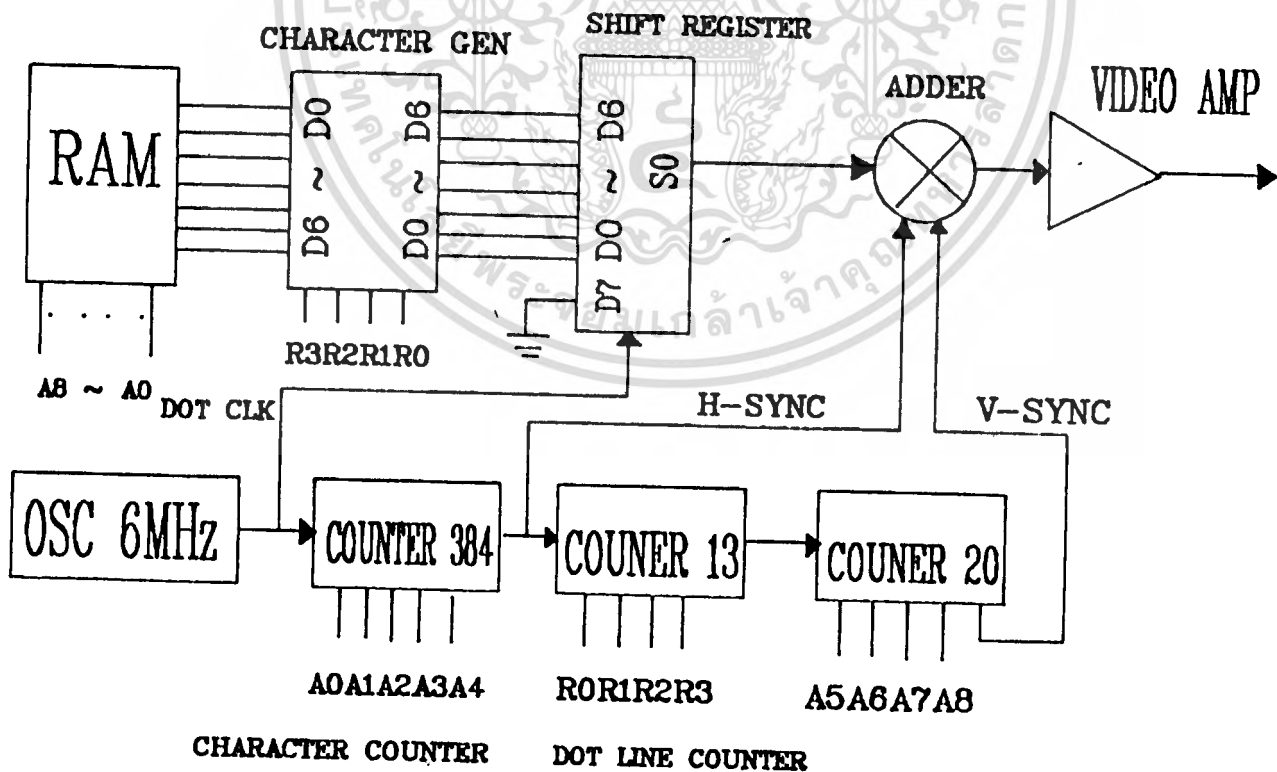 SHIFT REGISTER
CHARACTER GEN
ADDER
VIDEO AMP
RAM
D0 ~ D6
D6 ~ D0
D6 ~ D0 D7
SO
R3R2R1R0
A8 ~ A0
DOT CLK
H-SYNC
V-SYNC
OSC 6MHz
COUNTER 384
COUNER 13
COUNER 20
A0A1A2A3A4
R0R1R2R3
A5A6A7A8
CHARACTER COUNTER
DOT LINE COUNTER